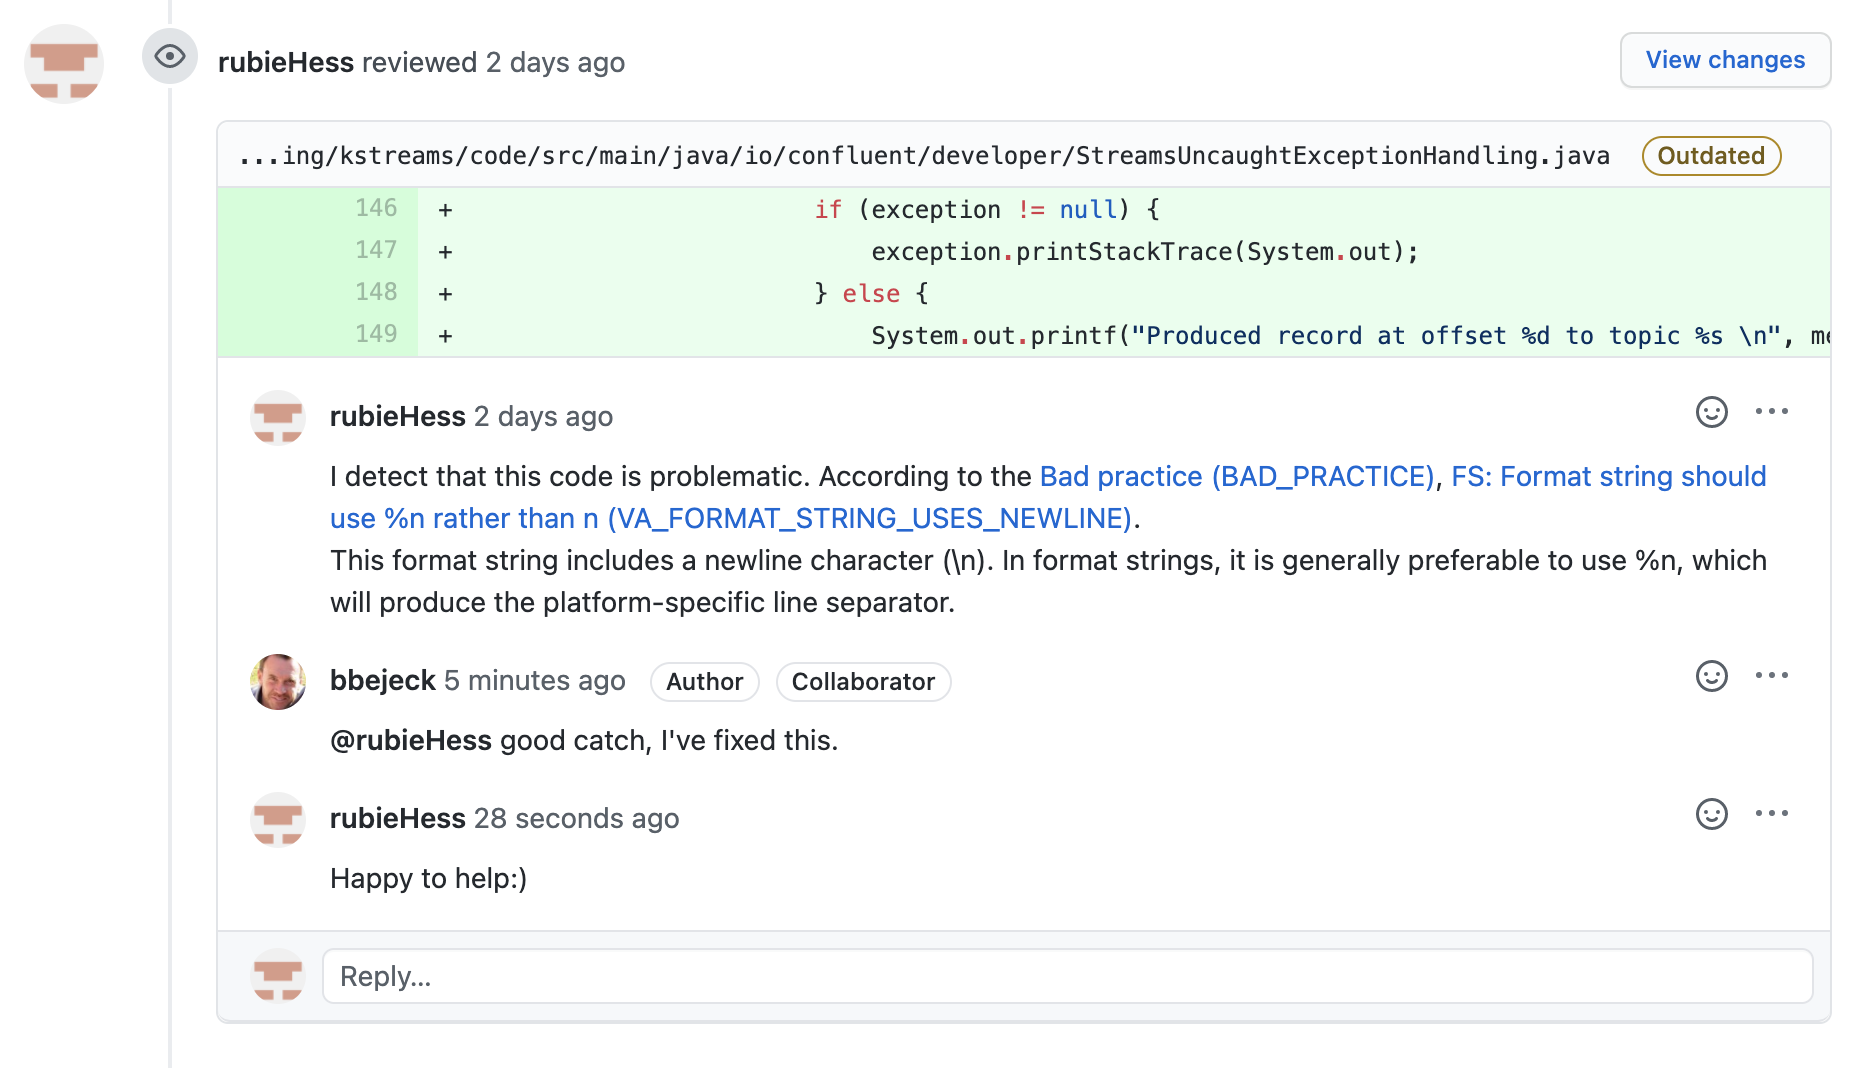 rubieHess reviewed 2 days ago
View changes
...ing/kstreams/code/src/main/java/io/confluent/developer/StreamsUncaughtExceptionHandling.java
Outdated
146 + if (exception != null) {
147 + exception.printStackTrace(System.out);
148 + } else {
149 + System.out.printf("Produced record at offset %d to topic %s \n", me
rubieHess 2 days ago
I detect that this code is problematic. According to the Bad practice (BAD_PRACTICE), FS: Format string should
use %n rather than n (VA_FORMAT_STRING_USES_NEWLINE).
This format string includes a newline character (\n). In format strings, it is generally preferable to use %n, which
will produce the platform-specific line separator.
bbejeck 5 minutes ago Author Collaborator
@rubieHess good catch, I've fixed this.
rubieHess 28 seconds ago
Happy to help:)
Reply...